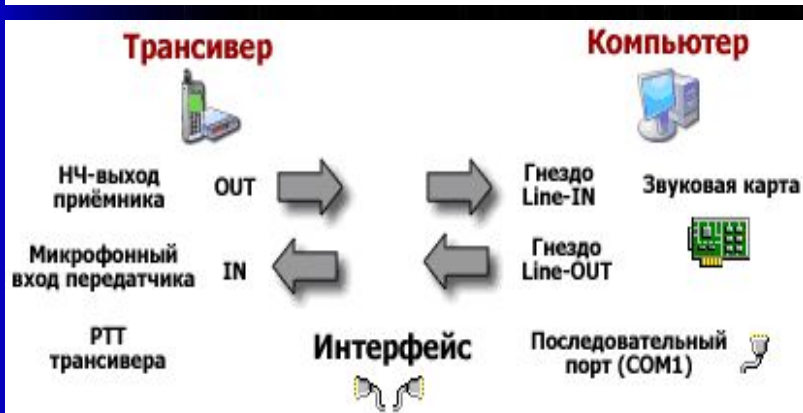 Трансивер
Компьютер
НЧ-выход
приёмника
OUT
Гнездо
Line-IN
Звуковая карта
Микрофонный
вход передатчика
IN
Гнездо
Line-OUT
PTT
трансивера
Интерфейс
Последовательный
порт (COM1)